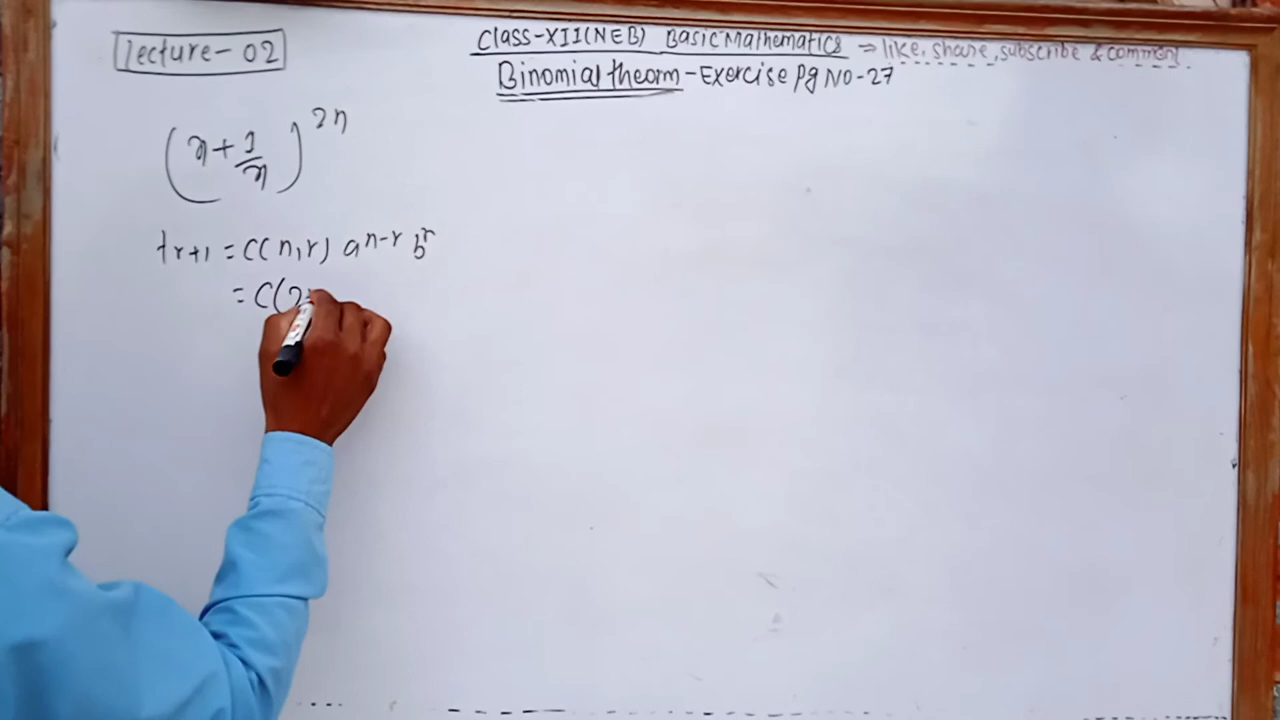 Lecture-02
Class-XII(NEB) Basic Mathematics ⇒ like, share, subscribe & comment
Binomial theorm - Exercise Pg No-27
(x + 1/x)^2n
t_r+1 = C(n,r) a^n-r b^r
= C(2